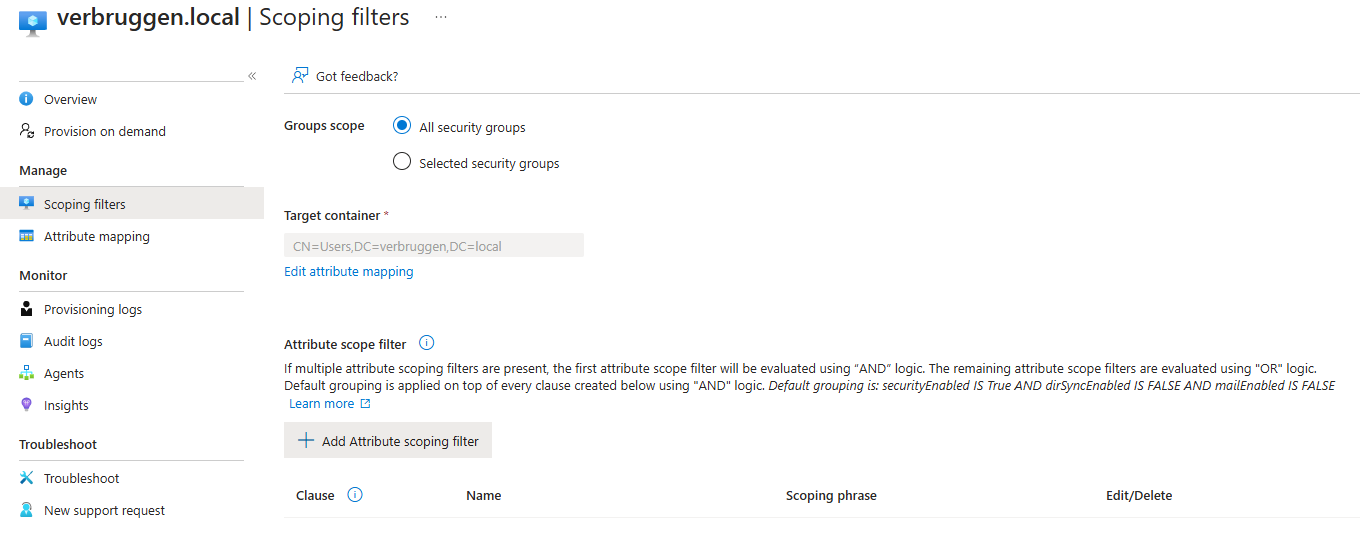 verbruggen.local | Scoping filters ...
«
Overview
Provision on demand
Manage
Scoping filters
Attribute mapping
Monitor
Provisioning logs
Audit logs
Agents
Insights
Troubleshoot
Troubleshoot
New support request
Got feedback?
Groups scope
All security groups
Selected security groups
Target container *
CN=Users,DC=verbruggen,DC=local
Edit attribute mapping
Attribute scope filter
If multiple attribute scoping filters are present, the first attribute scope filter will be evaluated using “AND” logic. The remaining attribute scope filters are evaluated using "OR" logic.
Default grouping is applied on top of every clause created below using "AND" logic. Default grouping is: securityEnabled IS True AND dirSyncEnabled IS FALSE AND mailEnabled IS FALSE
Learn more
Add Attribute scoping filter
Clause Name Scoping phrase Edit/Delete